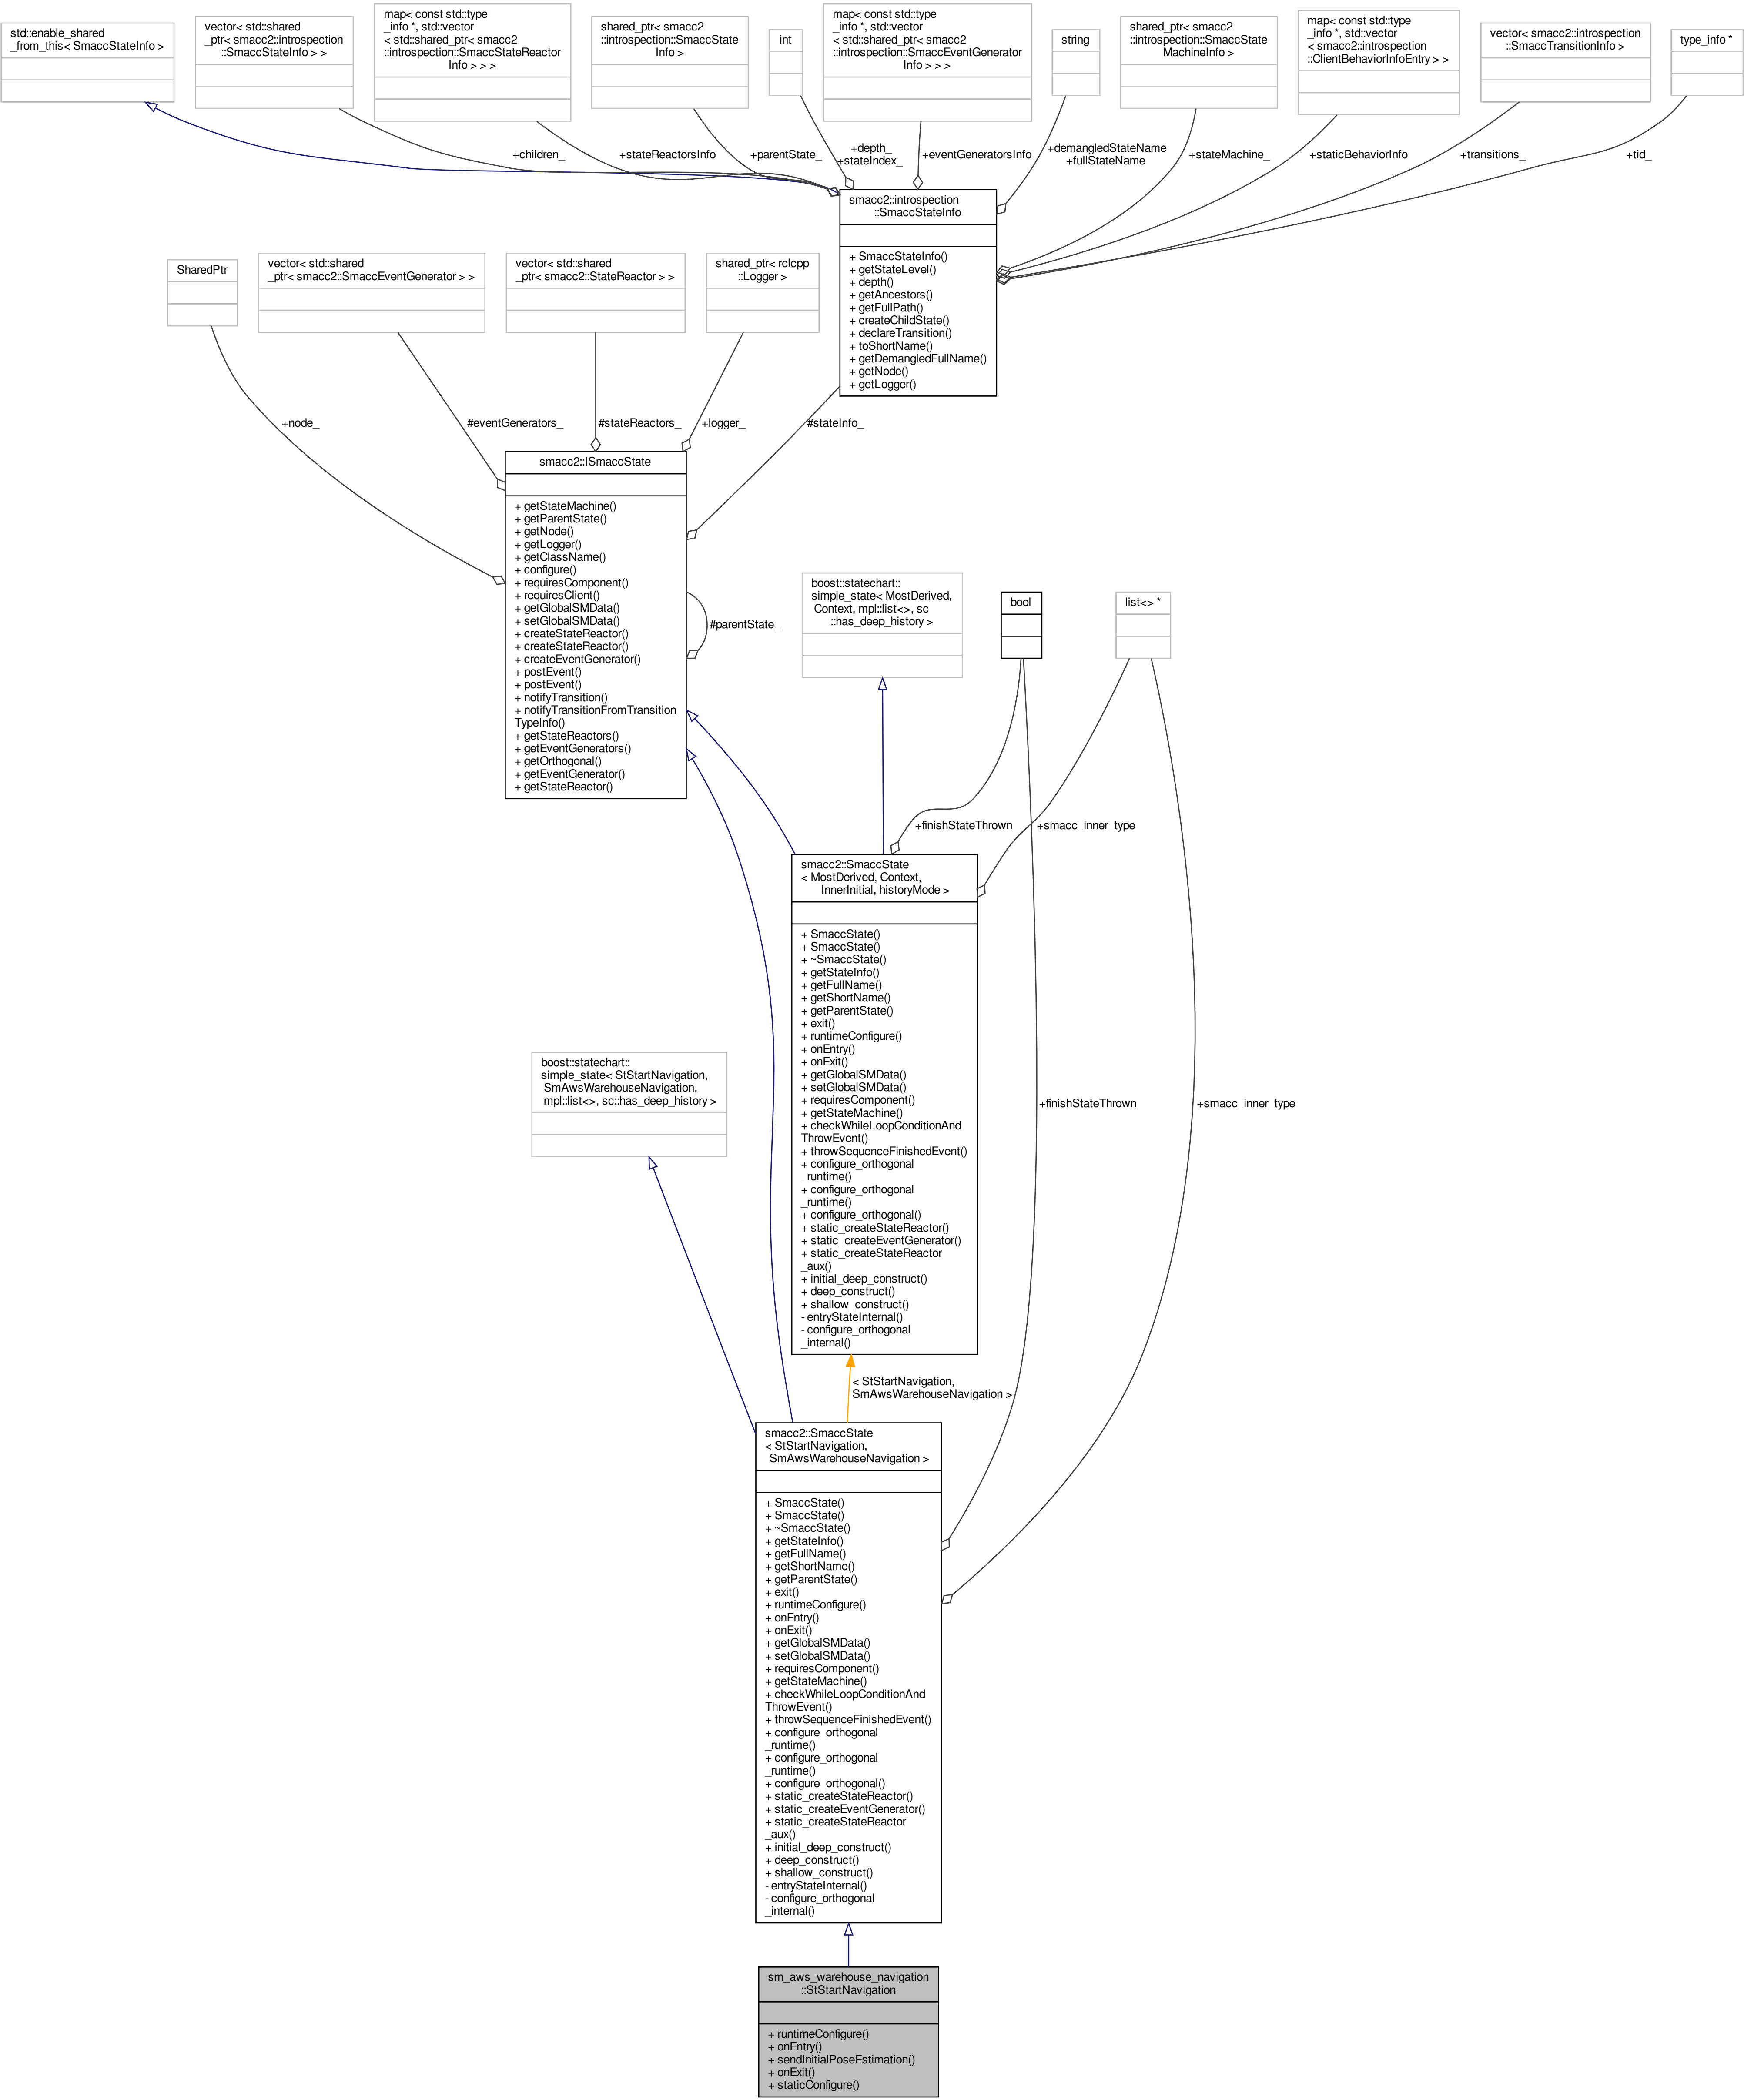 std::enable_shared
_from_this< SmaccStateInfo >
vector< std::shared
_ptr< smacc2::introspection
::SmaccStateInfo > >
map< const std::type
_info *, std::vector
< std::shared_ptr< smacc2
::introspection::SmaccStateReactor
Info > > >
shared_ptr< smacc2
::introspection::SmaccState
Info >
int
map< const std::type
_info *, std::vector
< std::shared_ptr< smacc2
::introspection::SmaccEventGenerator
Info > > >
string
shared_ptr< smacc2
::introspection::SmaccState
MachineInfo >
map< const std::type
_info *, std::vector
< smacc2::introspection
::ClientBehaviorInfoEntry > >
vector< smacc2::introspection
::SmaccTransitionInfo >
type_info *
+children_
+stateReactorsInfo
+parentState_
+depth_
+stateIndex_
+eventGeneratorsInfo
+demangledStateName
+fullStateName
+stateMachine_
+staticBehaviorInfo
+transitions_
+tid_
smacc2::introspection
::SmaccStateInfo
+ SmaccStateInfo()
+ getStateLevel()
+ depth()
+ getAncestors()
+ getFullPath()
+ createChildState()
+ declareTransition()
+ toShortName()
+ getDemangledFullName()
+ getNode()
+ getLogger()
SharedPtr
vector< std::shared
_ptr< smacc2::SmaccEventGenerator > >
vector< std::shared
_ptr< smacc2::StateReactor > >
shared_ptr< rclcpp
::Logger >
+node_
#eventGenerators_
#stateReactors_
+logger_
#stateInfo_
smacc2::ISmaccState
+ getStateMachine()
+ getParentState()
+ getNode()
+ getLogger()
+ getClassName()
+ configure()
+ requiresComponent()
+ requiresClient()
+ getGlobalSMData()
+ setGlobalSMData()
+ createStateReactor()
+ createStateReactor()
+ createEventGenerator()
+ postEvent()
+ postEvent()
+ notifyTransition()
+ notifyTransitionFromTransition
TypeInfo()
+ getStateReactors()
+ getEventGenerators()
+ getOrthogonal()
+ getEventGenerator()
+ getStateReactor()
#parentState_
boost::statechart::
simple_state< MostDerived,
Context, mpl::list<>, sc
::has_deep_history >
bool
list<> *
+finishStateThrown
+smacc_inner_type
smacc2::SmaccState
< MostDerived, Context,
InnerInitial, historyMode >
+ SmaccState()
+ SmaccState()
+ ~SmaccState()
+ getStateInfo()
+ getFullName()
+ getShortName()
+ getParentState()
+ exit()
+ runtimeConfigure()
+ onEntry()
+ onExit()
+ getGlobalSMData()
+ setGlobalSMData()
+ requiresComponent()
+ getStateMachine()
+ checkWhileLoopConditionAnd
ThrowEvent()
+ throwSequenceFinishedEvent()
+ configure_orthogonal
_runtime()
+ configure_orthogonal
_runtime()
+ configure_orthogonal()
+ static_createStateReactor()
+ static_createEventGenerator()
+ static_createStateReactor
_aux()
+ initial_deep_construct()
+ deep_construct()
+ shallow_construct()
- entryStateInternal()
- configure_orthogonal
_internal()
boost::statechart::
simple_state< StStartNavigation,
SmAwsWarehouseNavigation,
mpl::list<>, sc::has_deep_history >
+finishStateThrown
+smacc_inner_type
< StStartNavigation,
SmAwsWarehouseNavigation >
smacc2::SmaccState
< StStartNavigation,
SmAwsWarehouseNavigation >
+ SmaccState()
+ SmaccState()
+ ~SmaccState()
+ getStateInfo()
+ getFullName()
+ getShortName()
+ getParentState()
+ exit()
+ runtimeConfigure()
+ onEntry()
+ onExit()
+ getGlobalSMData()
+ setGlobalSMData()
+ requiresComponent()
+ getStateMachine()
+ checkWhileLoopConditionAnd
ThrowEvent()
+ throwSequenceFinishedEvent()
+ configure_orthogonal
_runtime()
+ configure_orthogonal
_runtime()
+ configure_orthogonal()
+ static_createStateReactor()
+ static_createEventGenerator()
+ static_createStateReactor
_aux()
+ initial_deep_construct()
+ deep_construct()
+ shallow_construct()
- entryStateInternal()
- configure_orthogonal
_internal()
sm_aws_warehouse_navigation
::StStartNavigation
+ runtimeConfigure()
+ onEntry()
+ sendInitialPoseEstimation()
+ onExit()
+ staticConfigure()